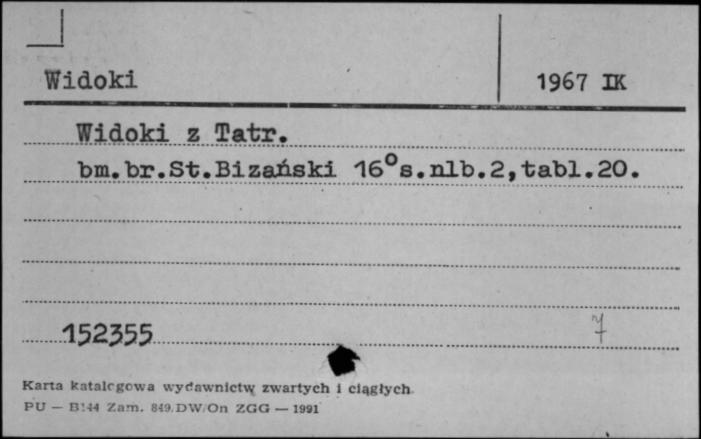 Widoki 1967 IK
Widoki z Tatr.
bm.br.St.Bizański 16°s.nlb.2,tabl.20.
152355 7
Karta katalogowa wydawnictw zwartych i ciągłych
PU — B144 Zam. 849.DW/On ZGG — 1991